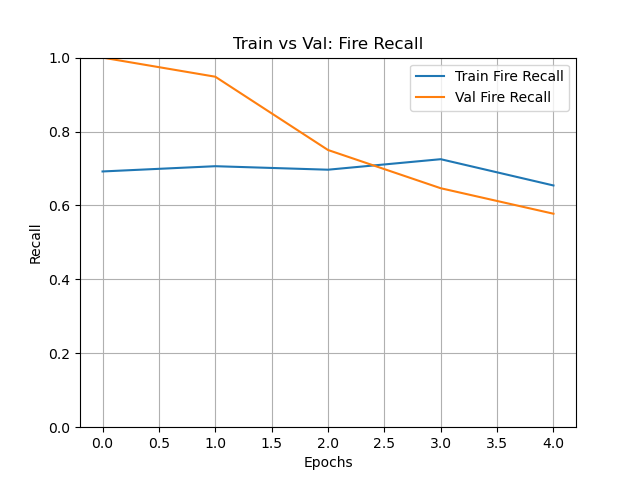 Train vs Val: Fire Recall
Train Fire Recall
Val Fire Recall
1.0
0.8
0.6
0.4
0.2
0.0
Recall
0.0 0.5 1.0 1.5 2.0 2.5 3.0 3.5 4.0
Epochs